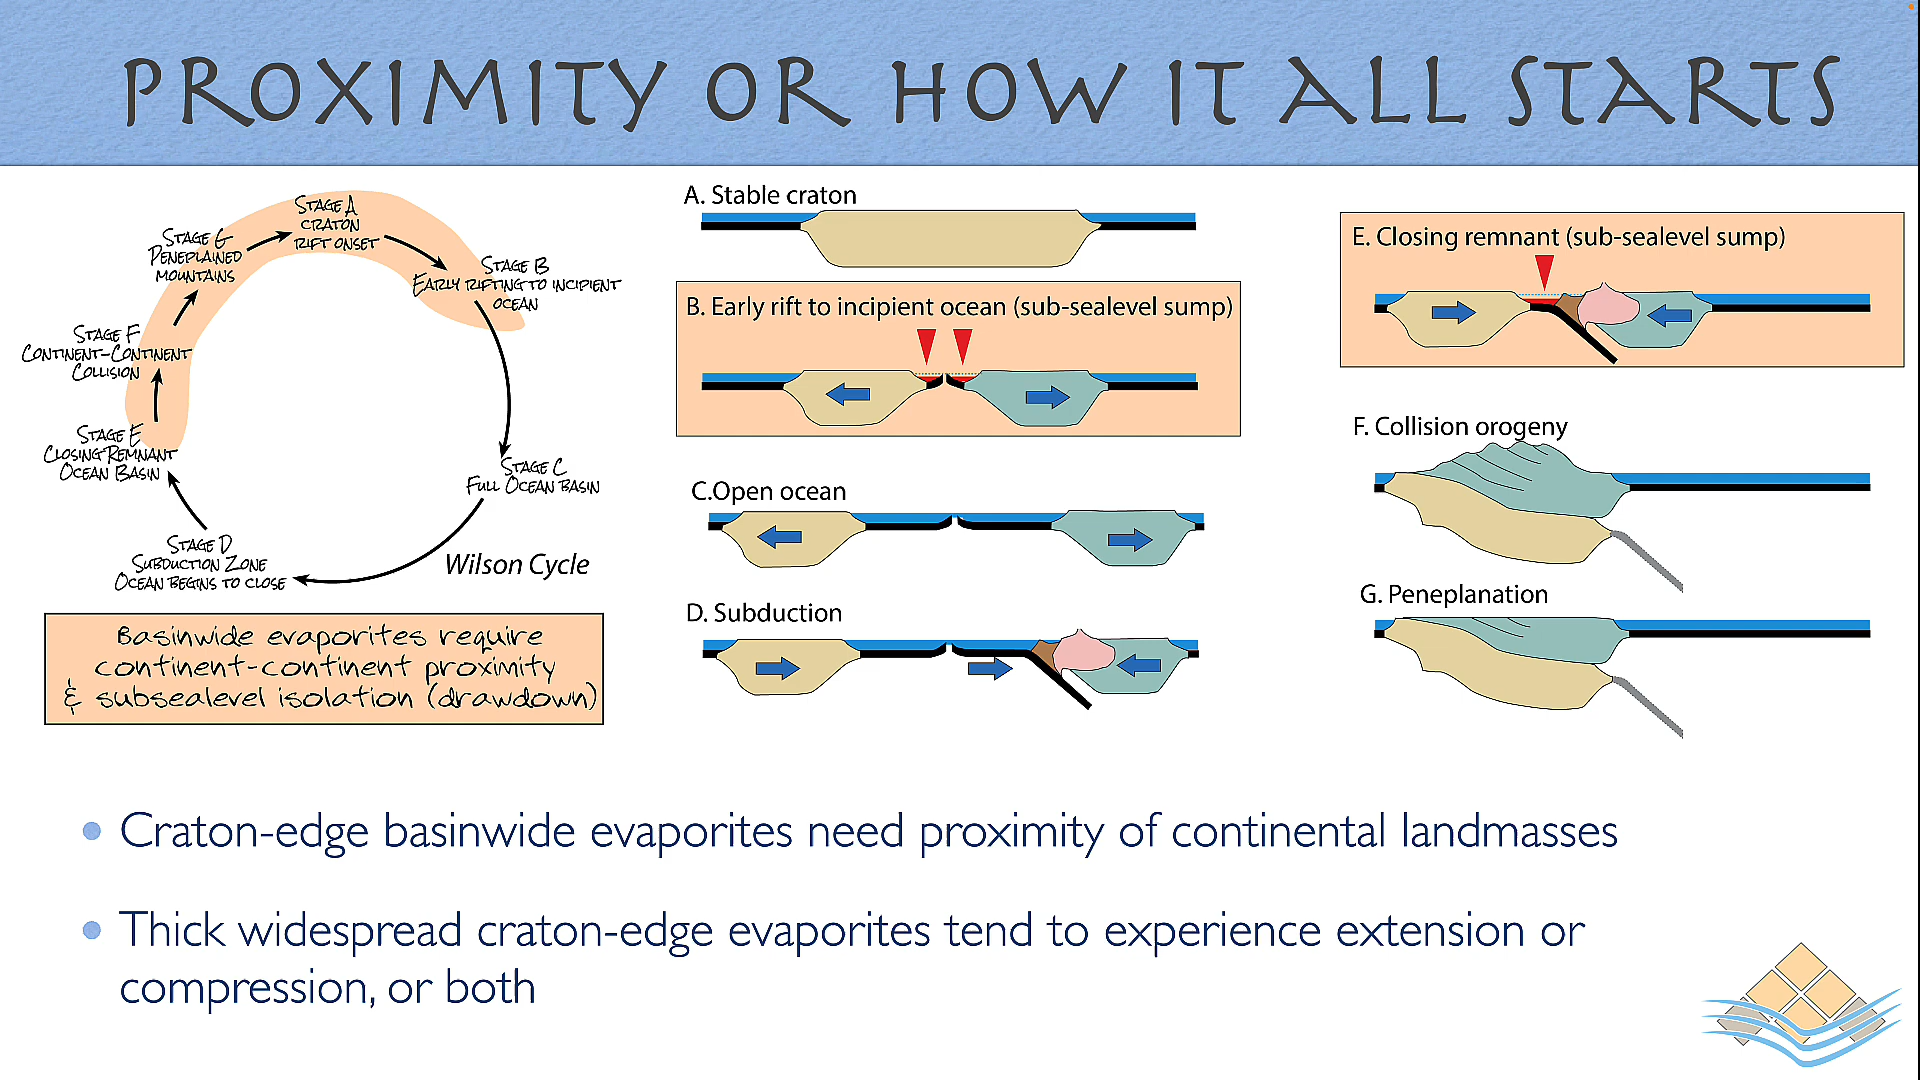 PROXIMITY OR HOW IT ALL STARTS
Stage A
craton
rift onset
Stage B
Early rifting to incipient
ocean
Stage C
Full Ocean basin
Stage D
Subduction Zone
Ocean begins to close
Stage E
Closing Remnant
Ocean Basin
Stage F
Continent-Continent
Collision
Stage G
Peneplained
mountains
Wilson Cycle
Basinwide evaporites require
continent-continent proximity
& subsealevel isolation (drawdown)
A. Stable craton
B. Early rift to incipient ocean (sub-sealevel sump)
C.Open ocean
D. Subduction
E. Closing remnant (sub-sealevel sump)
F. Collision orogeny
G. Peneplanation
• Craton-edge basinwide evaporites need proximity of continental landmasses
• Thick widespread craton-edge evaporites tend to experience extension or
compression, or both